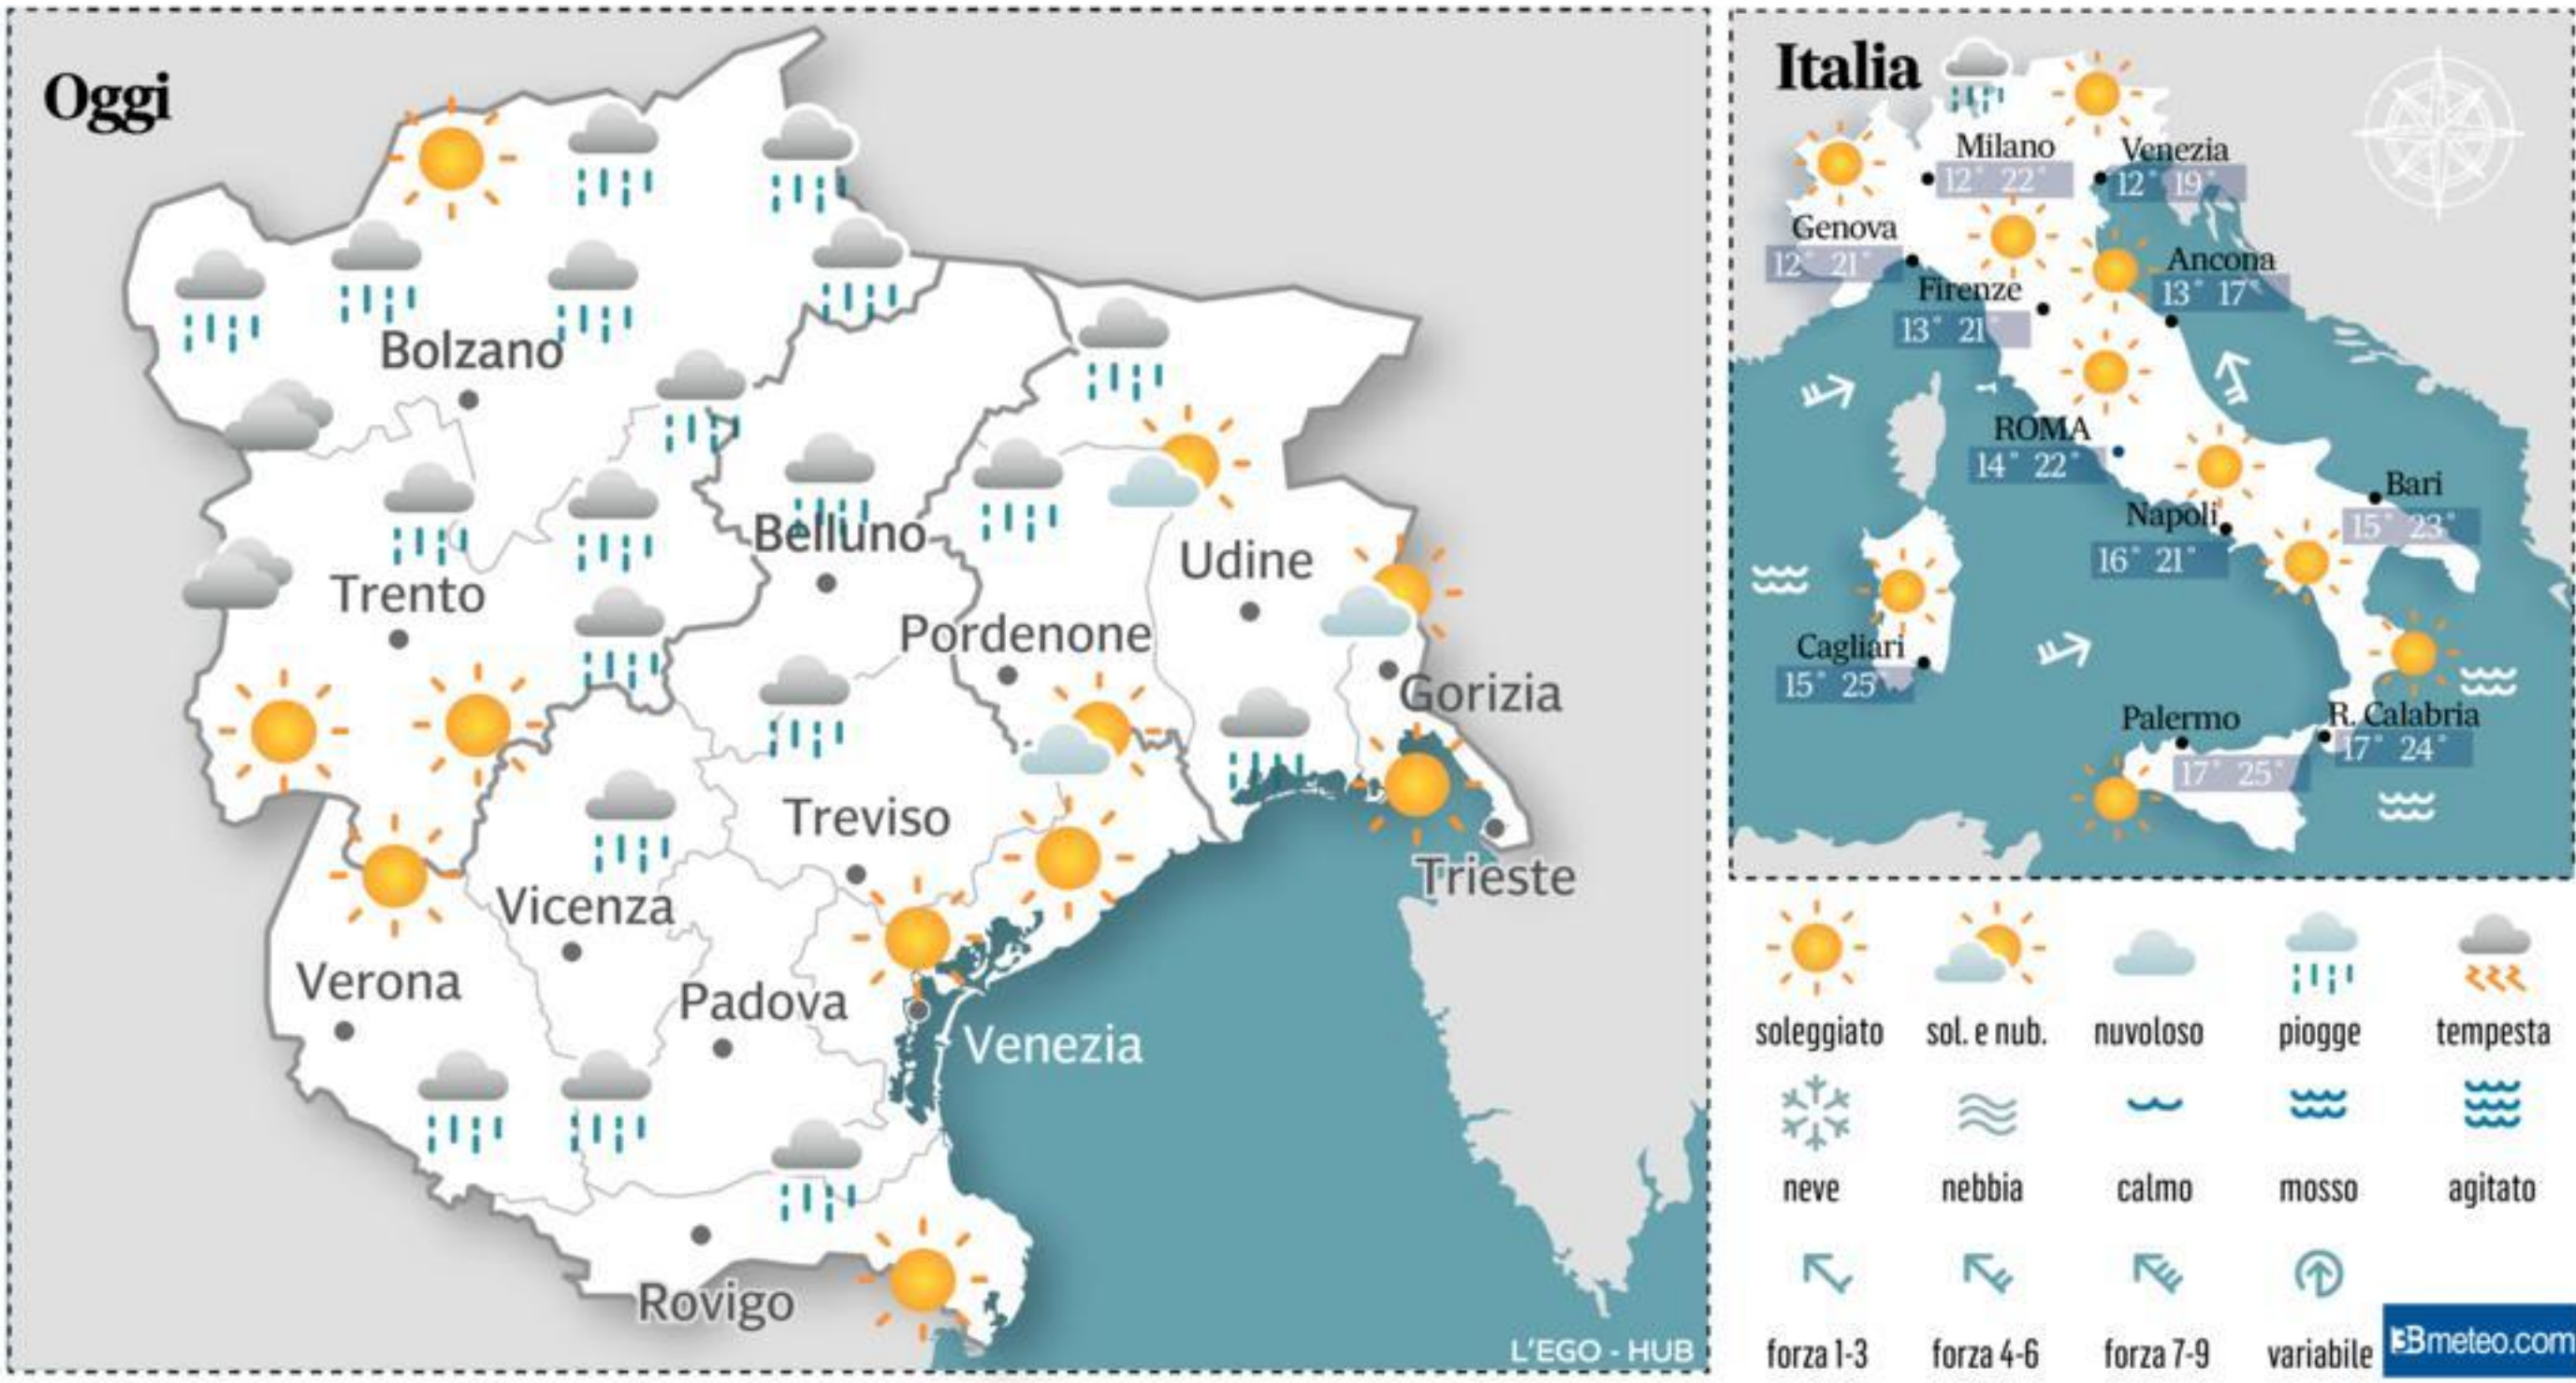 Oggi
Bolzano
Belluno
Trento
Udine
Pordenone
Gorizia
Treviso
Trieste
Vicenza
Verona
Padova
Venezia
Rovigo
L'EGO - HUB
Italia
Milano
12° 22°
Venezia
12° 19°
Genova
12° 21°
Ancona
13° 17°
Firenze
13° 21°
ROMA
14° 22°
Bari
15° 23°
Napoli
16° 21°
Cagliari
15° 25°
Palermo
17° 25°
R. Calabria
17° 24°
soleggiato sol. e nub. nuvoloso piogge tempesta
neve nebbia calmo mosso agitato
forza 1-3 forza 4-6 forza 7-9 variabile
3Bmeteo.com